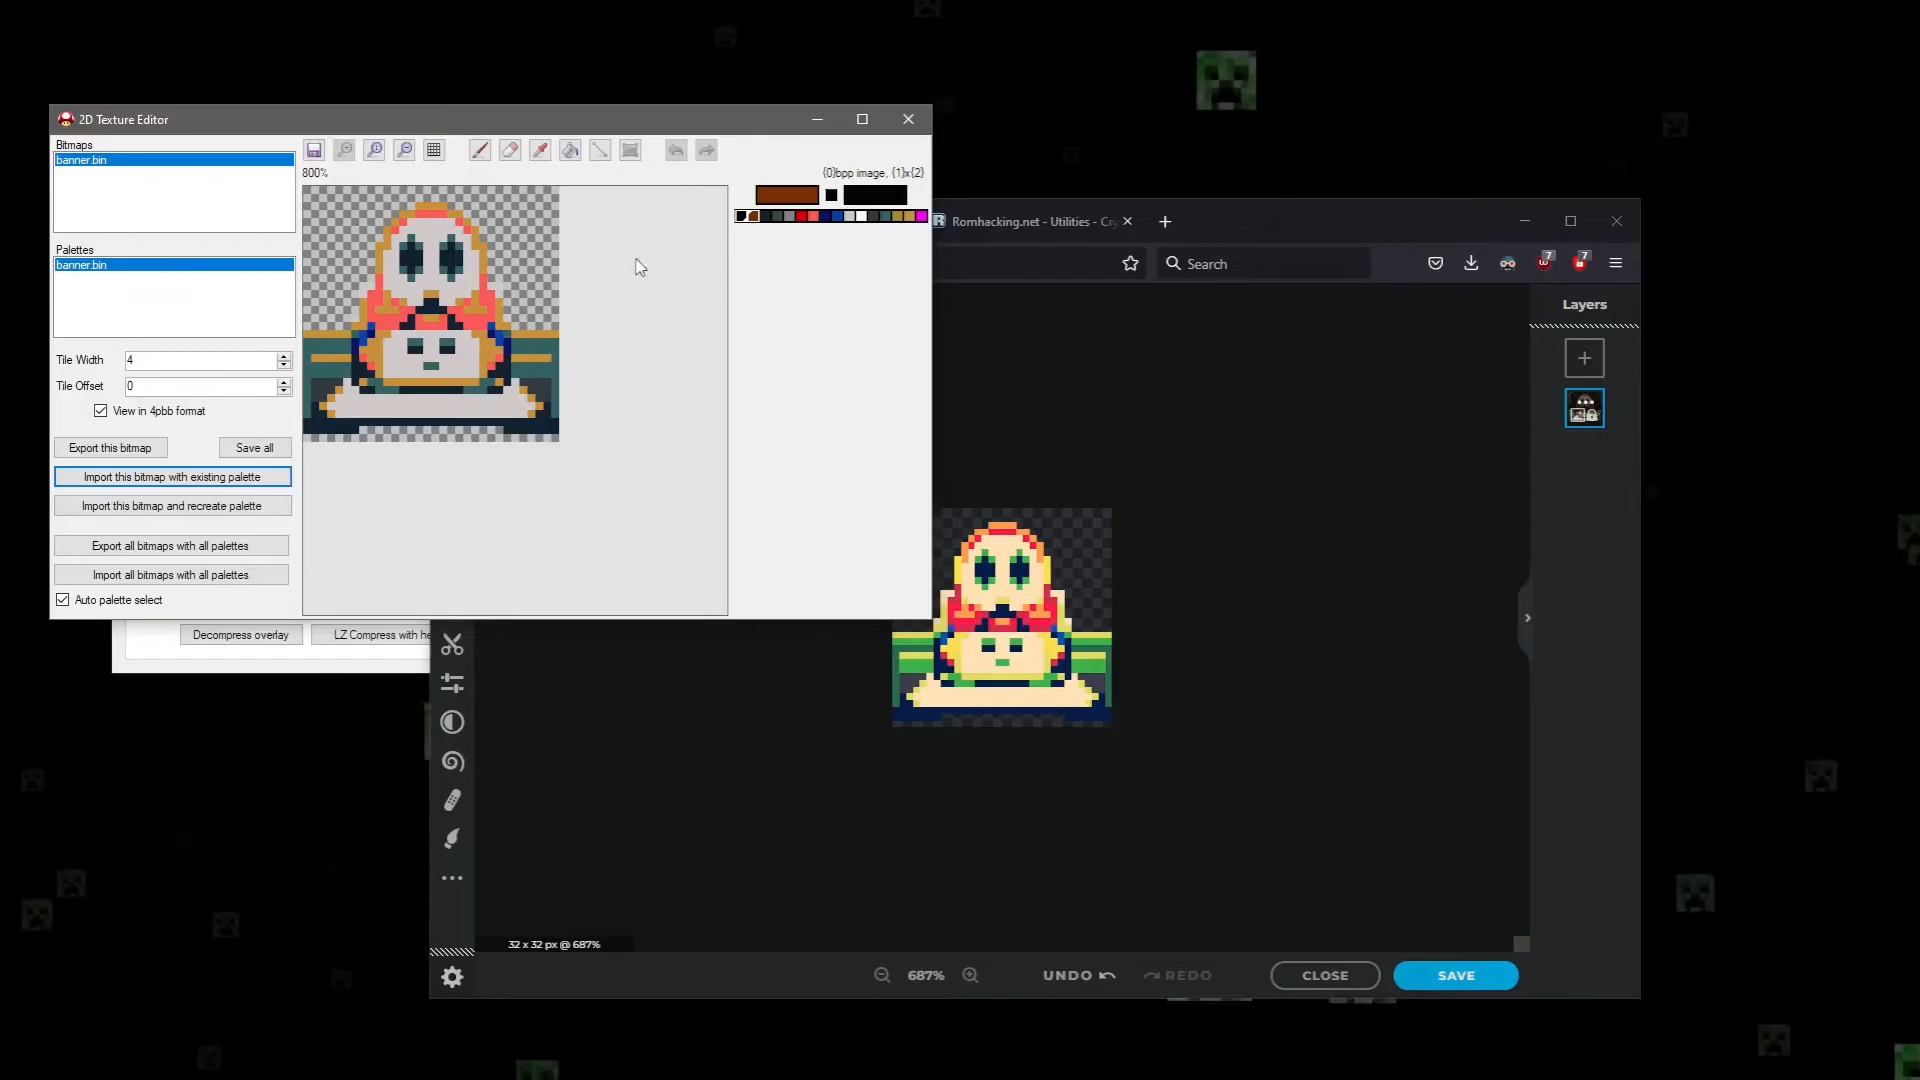 2D Texture Editor
Bitmaps
banner.bin
800%
{0}bpp image, {1}x{2}
Palettes
banner.bin
Tile Width
4
Tile Offset
0
View in 4pbb format
Export this bitmap
Save all
Import this bitmap with existing palette
Import this bitmap and recreate palette
Export all bitmaps with all palettes
Import all bitmaps with all palettes
Auto palette select
Decompress overlay
LZ Compress with he
Romhacking.net - Utilities - Cry
Search
7
7
Layers
32 x 32 px @ 687%
687%
UNDO
REDO
CLOSE
SAVE